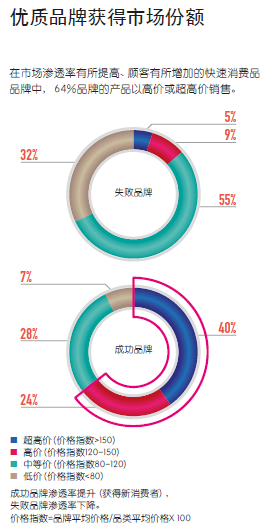 优质品牌获得市场份额
在市场渗透率有所提高、顾客有所增加的快速消费品
品牌中，64%品牌的产品以高价或超高价销售。
5%
9%
32%
失败品牌
55%
7%
28%
成功品牌
40%
24%
超高价（价格指数>150）
高价（价格指数120-150）
中等价（价格指数80-120）
低价（价格指数<80）
成功品牌渗透率提升（获得新消费者），
失败品牌渗透率下降。
价格指数=品牌平均价格/品类平均价格X 100